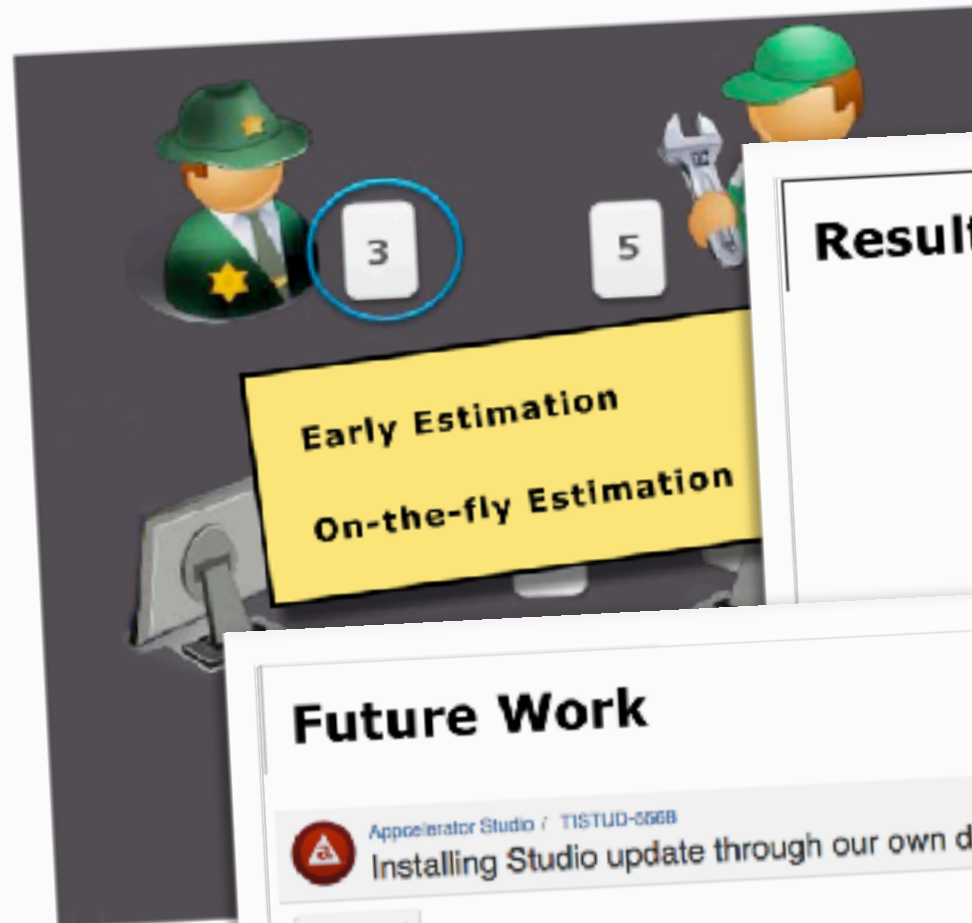 3
5
Result
Early Estimation
On-the-fly Estimation
Future Work
Appcelerator Studio / TISTUD-5568
Installing Studio update through our own d